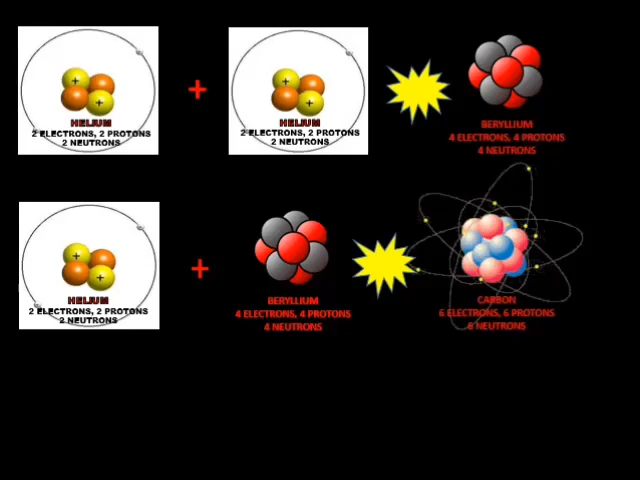 +
+
+
+
+
HELIUM
2 ELECTRONS, 2 PROTONS
2 NEUTRONS
HELIUM
2 ELECTRONS, 2 PROTONS
2 NEUTRONS
BERYLLIUM
4 ELECTRONS, 4 PROTONS
4 NEUTRONS
+
+
+
HELIUM
2 ELECTRONS, 2 PROTONS
2 NEUTRONS
BERYLLIUM
4 ELECTRONS, 4 PROTONS
4 NEUTRONS
CARBON
6 ELECTRONS, 6 PROTONS
6 NEUTRONS